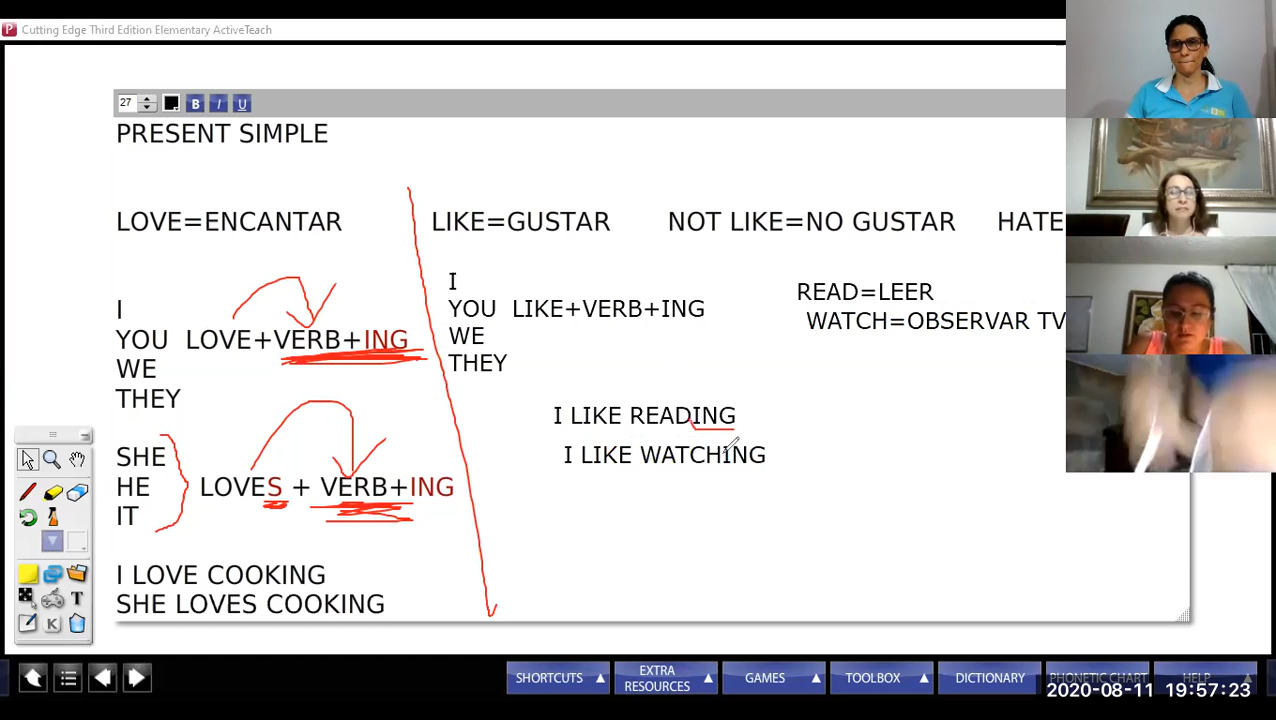 Cutting Edge Third Edition Elementary ActiveTeach
27 B I U
PRESENT SIMPLE
LOVE=ENCANTAR
LIKE=GUSTAR
NOT LIKE=NO GUSTAR
HATE
I
YOU LOVE+VERB+ING
WE
THEY
SHE
HE LOVES + VERB+ING
IT
I LOVE COOKING
SHE LOVES COOKING
I
YOU LIKE+VERB+ING
WE
THEY
READ=LEER
WATCH=OBSERVAR TV
I LIKE READING
I LIKE WATCHING
T
K
SHORTCUTS
EXTRA RESOURCES
GAMES
TOOLBOX
DICTIONARY
PHONETIC CHART
HELP
2020-08-11 19:57:23